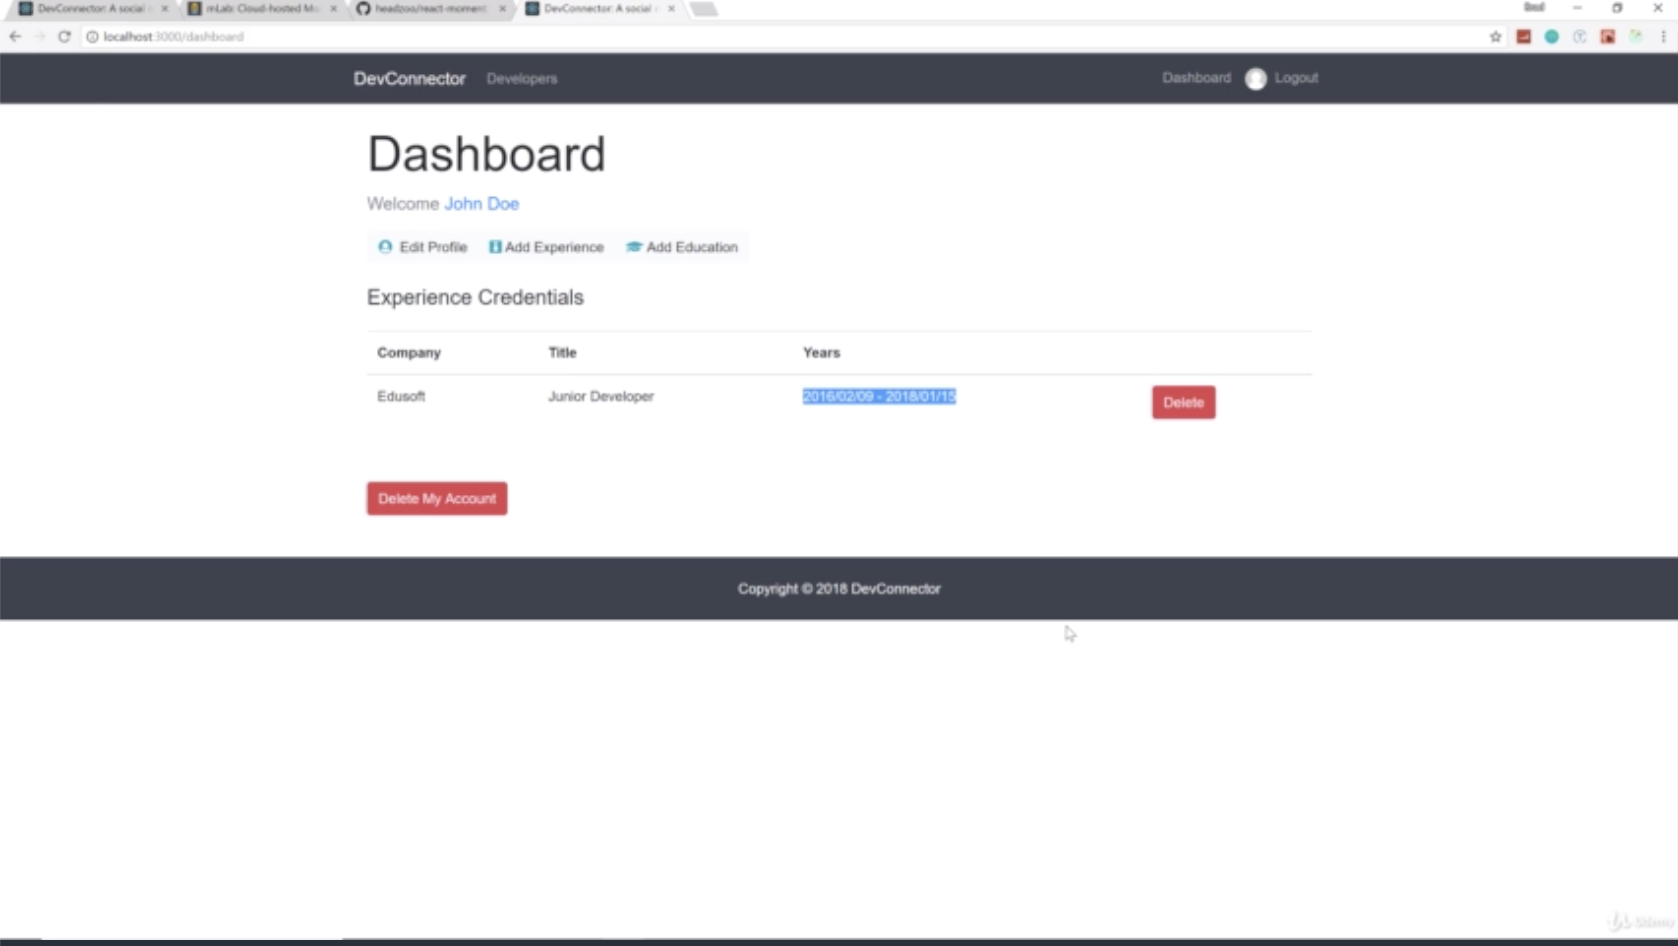 DevConnector: A social
mLab: Cloud-hosted Mo
headzoo/react-moment
DevConnector: A social
localhost:3000/dashboard
DevConnector Developers Dashboard Logout
Dashboard
Welcome John Doe
Edit Profile Add Experience Add Education
Experience Credentials
Company Title Years
Edusoft Junior Developer 2016/02/09 - 2018/01/15 Delete
Delete My Account
Copyright © 2018 DevConnector
Udemy